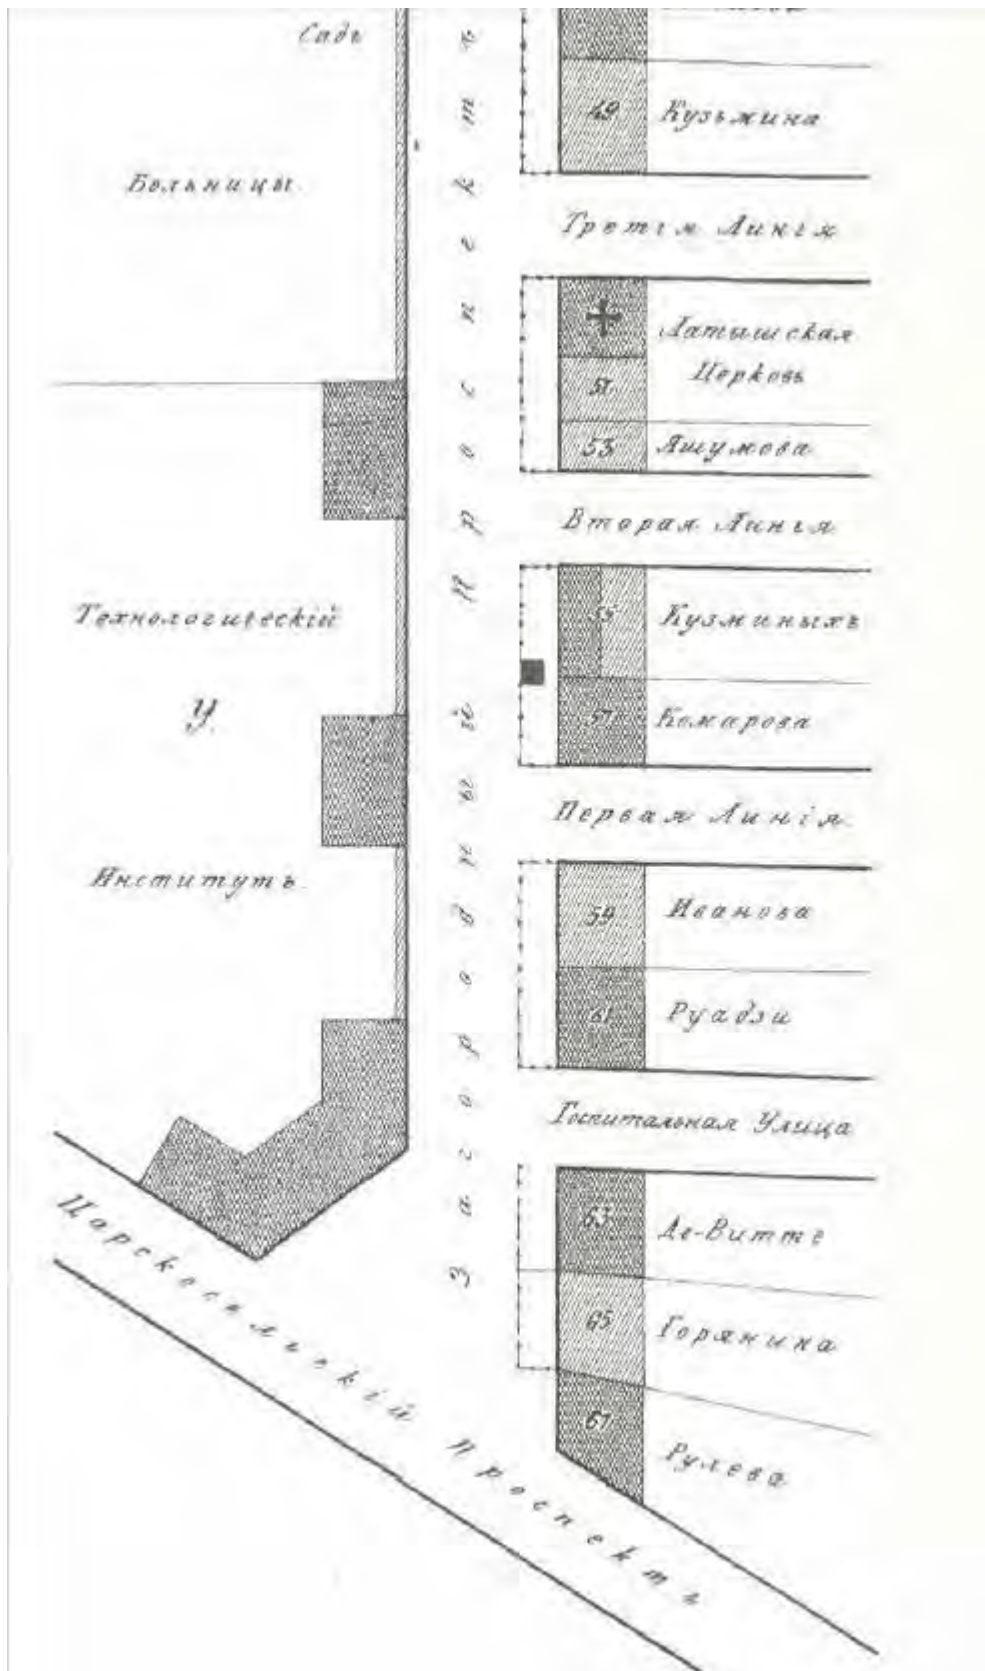 Садъ
Больницы
Технологическій
У
Институтъ
Загородный Проспектъ
49 Кузьмина
Третія Линія
Латышская
Церковь
51
53 Яшумова
Вторая Линія
55 Кузминыхъ
57 Комарова
Первая Линія
59 Иванова
61 Руадзи
Госпитальная Улица
63 Де-Витте
65 Горянина
67 Рулева
Царскосельскій Проспектъ